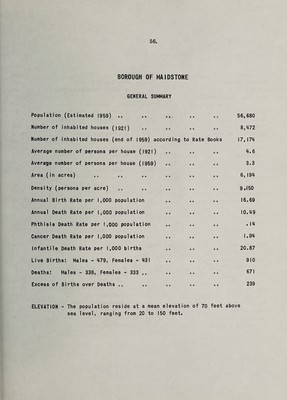 56.
BOROUGH OF MAIDSTONE
GENERAL SUMMARY
Population (Estimated 1959) .. .. .. .. .. 56,680
Number of inhabited houses (1921) .. .. .. .. 8,472
Number of inhabited houses (end of 1959) according to Rate Books 17,174
Average number of persons per house (1921) .. .. .. 4.6
Average number of persons per house (1959) .. .. .. 3.3
Area (in acres) .. .. .. .. .. 6,194
Density (persons per acre) .. .. .. .. .. 9.150
Annual Birth Rate per 1,000 population .. .. .. 16.69
Annual Death Rate per 1,000 population .. .. .. 10.49
Phthisis Death Rate per 1,000 population .. .. .. .14
Cancer Death Rate per 1,000 population .. .. .. 1.94
Infantile Death Rate per 1,000 births .. .. .. 20.87
Live Births: Males - 479, Females - 431 .. .. .. 910
Deaths: Males - 338, Females - 333 .. .. .. .. 671
Excess of Births over Deaths .. .. .. .. .. 239
ELEVATION - The population reside at a mean elevation of 70 feet above
sea level, ranging from 20 to 150 feet.